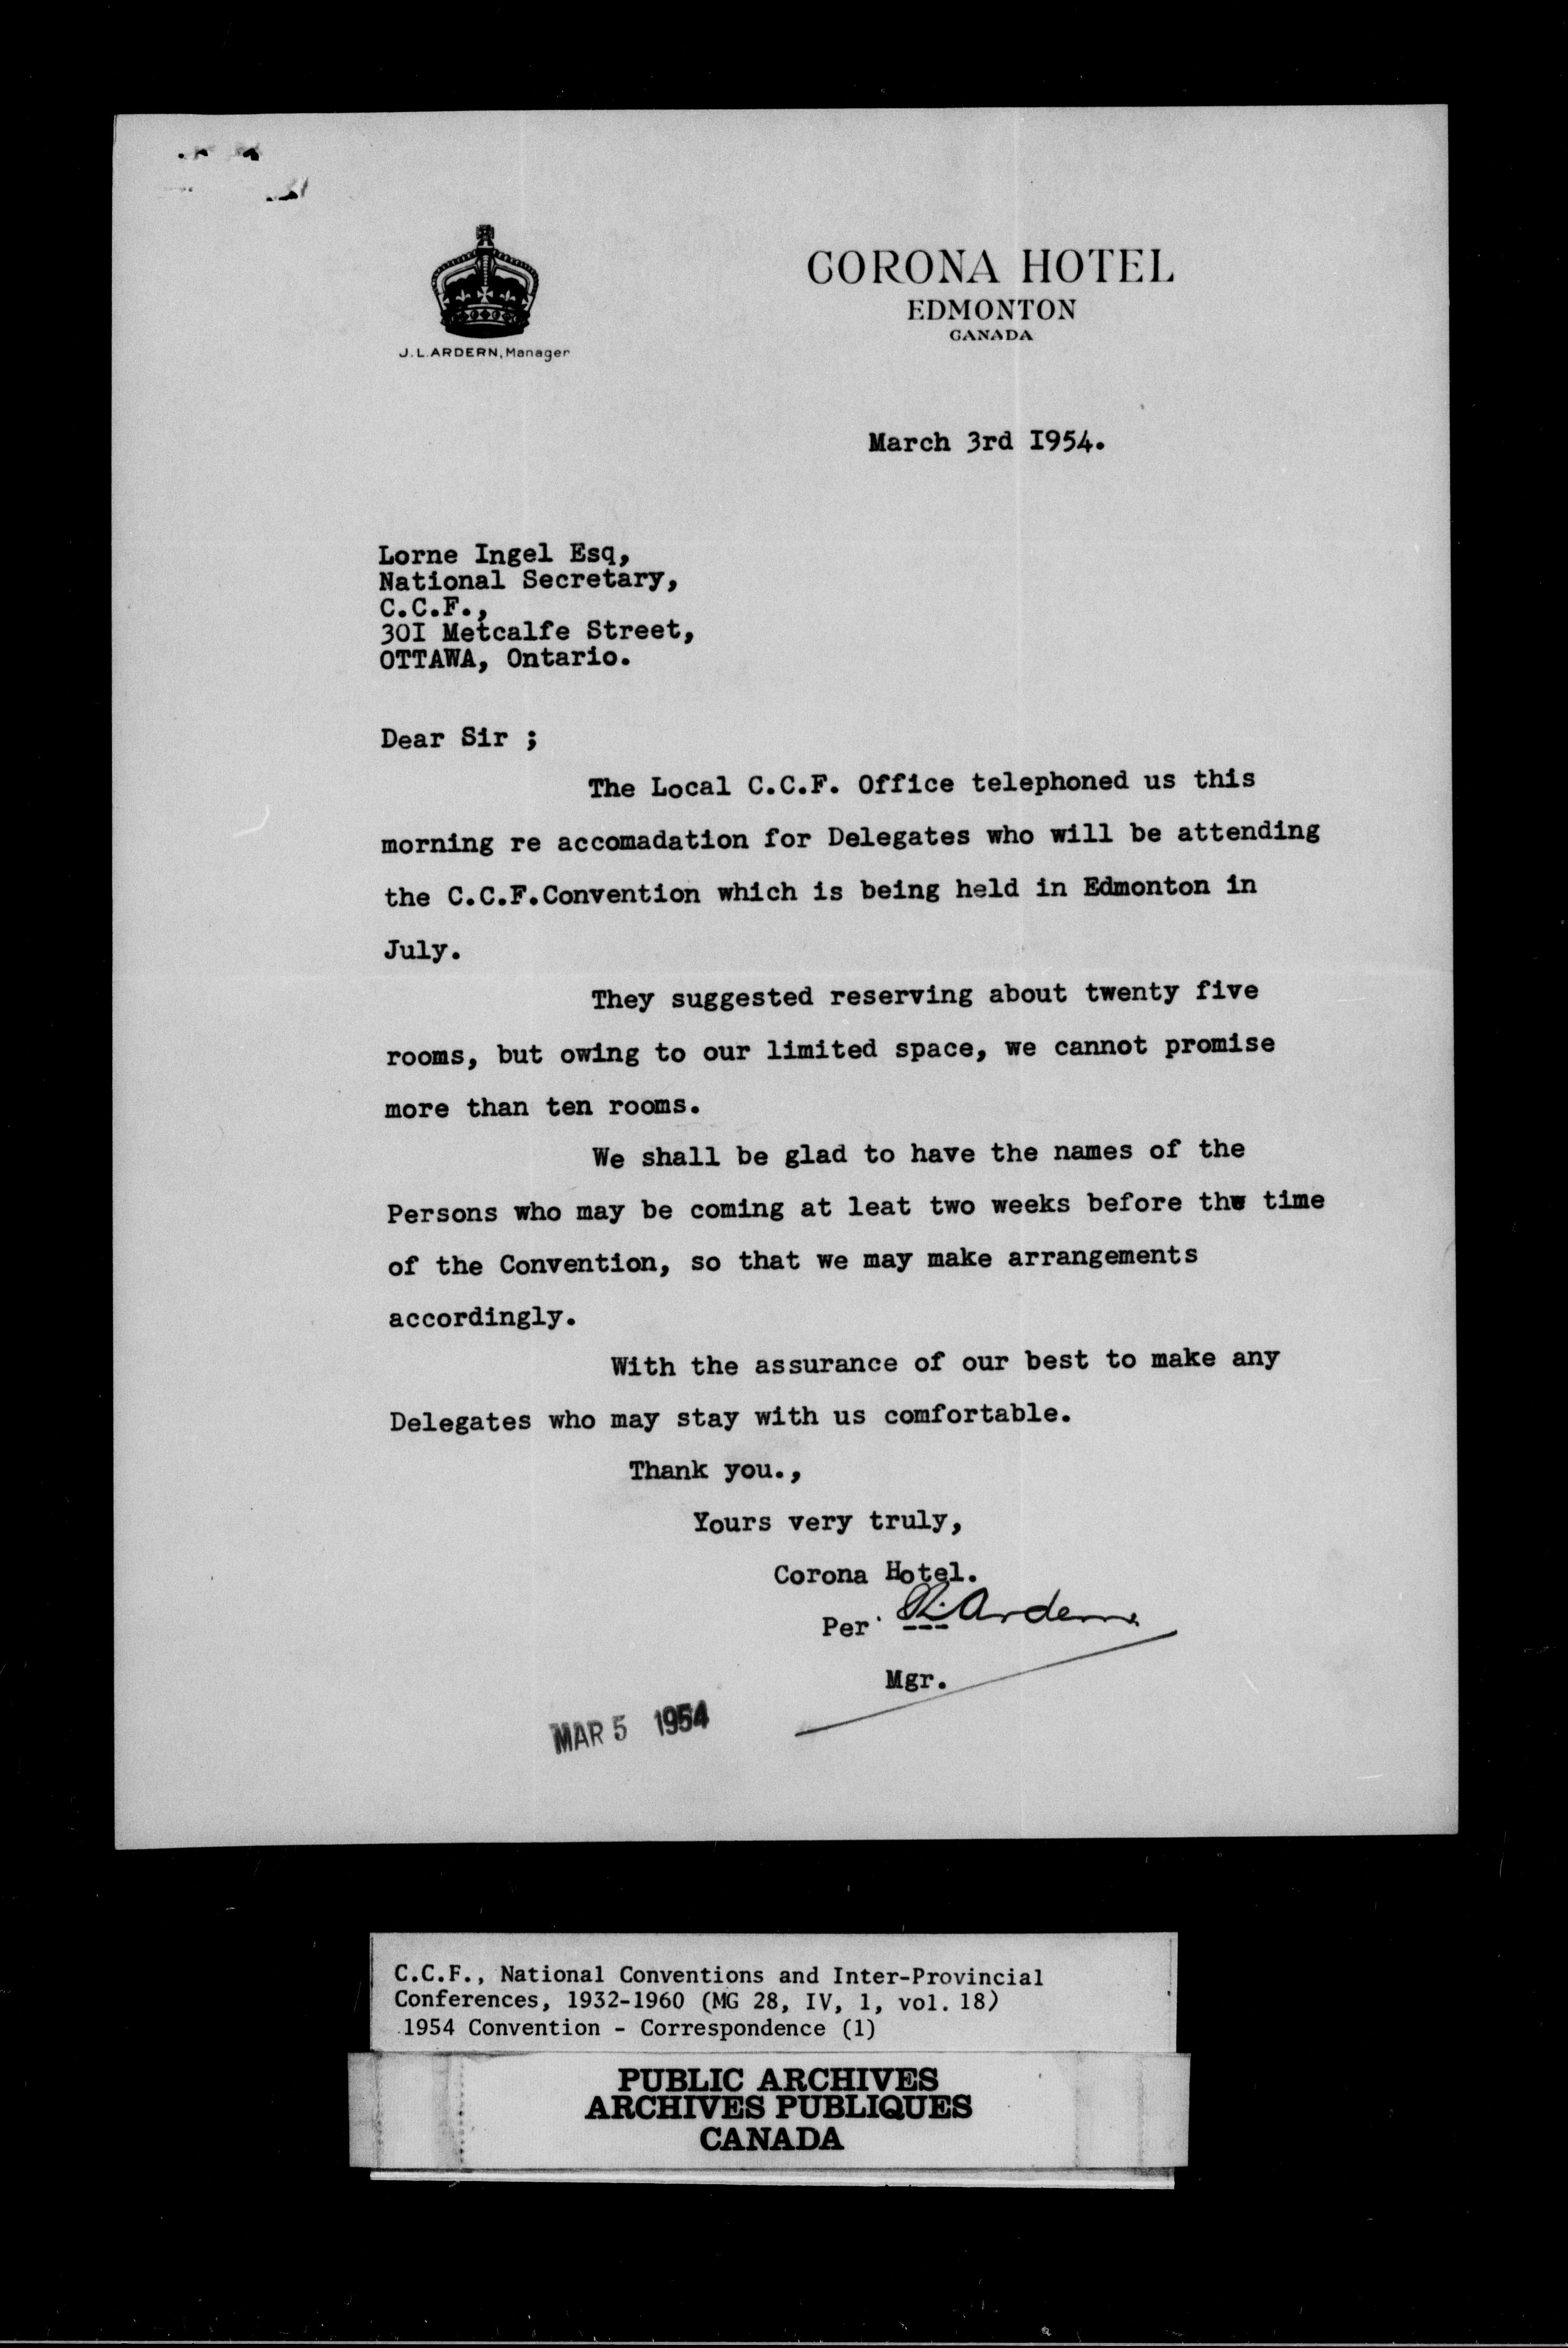 CORONA HOTEL
EDMONTON
CANADA
J.L.ARDERN, Manager
March 3rd I954.
Lorne Ingel Esq,
National Secretary,
C.C.F.,
30I Metcalfe Street,
OTTAWA, Ontario.
Dear Sir ;
The Local C.C.F. Office telephoned us this
morning re accomadation for Delegates who will be attending
the C.C.F.Convention which is being held in Edmonton in
July.
They suggested reserving about twenty five
rooms, but owing to our limited space, we cannot promise
more than ten rooms.
We shall be glad to have the names of the
Persons who may be coming at leat two weeks before the time
of the Convention, so that we may make arrangements
accordingly.
With the assurance of our best to make any
Delegates who may stay with us comfortable.
Thank you.,
Yours very truly,
Corona Hotel.
Per Ardern
Mgr.
MAR 5 1954
C.C.F., National Conventions and Inter-Provincial
Conferences, 1932-1960 (MG 28, IV, 1, vol. 18)
1954 Convention - Correspondence (1)
PUBLIC ARCHIVES
ARCHIVES PUBLIQUES
CANADA